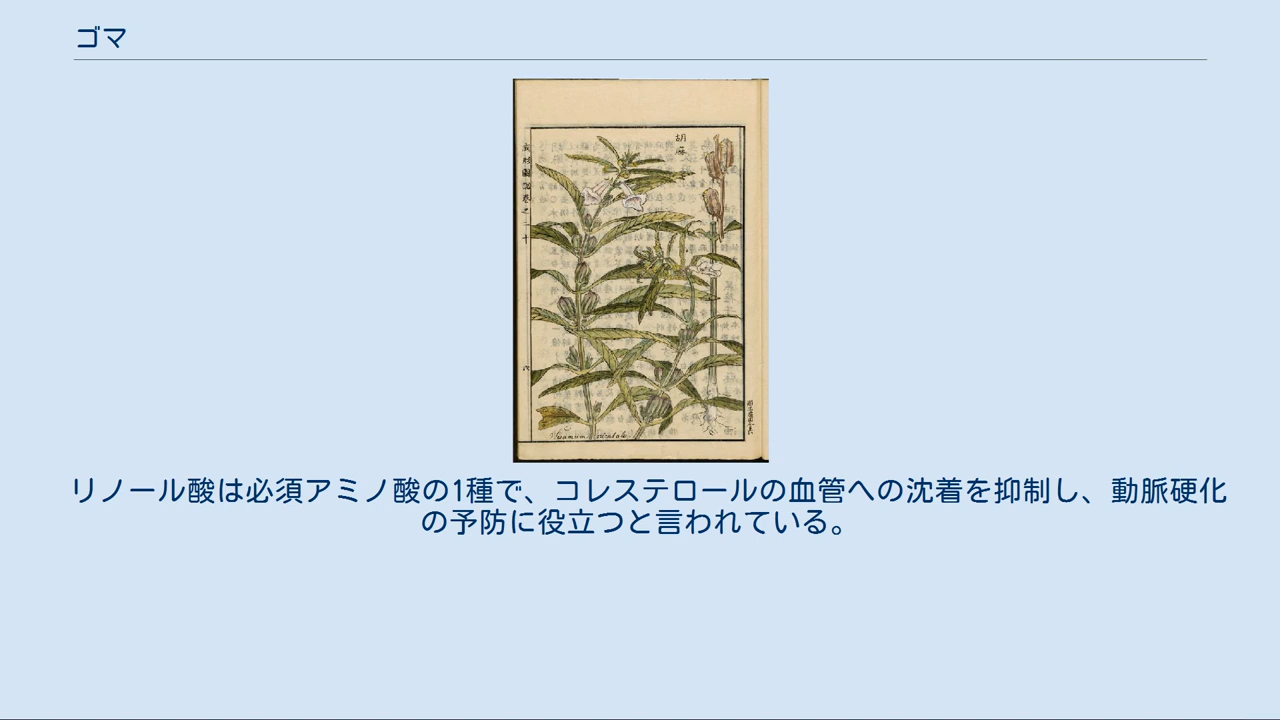 ゴマ
胡麻
リノール酸は必須アミノ酸の1種で、コレステロールの血管への沈着を抑制し、動脈硬化
の予防に役立つと言われている。